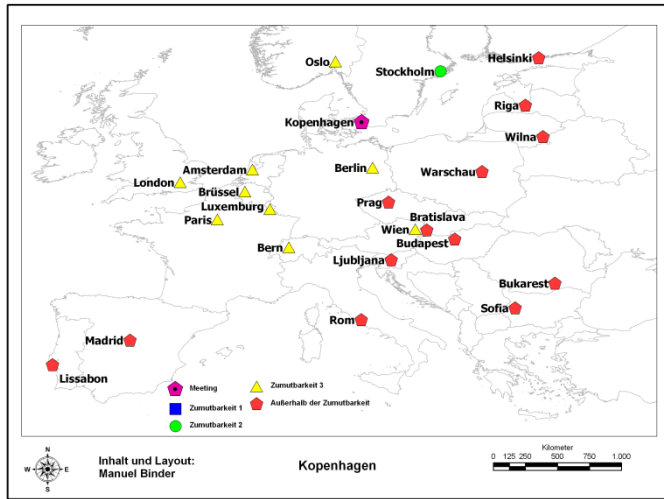 Oslo
Stockholm
Helsinki
Riga
Kopenhagen
Wilna
Amsterdam
Berlin
Warschau
London
Brüssel
Luxemburg
Prag
Paris
Bratislava
Wien
Budapest
Bern
Ljubljana
Bukarest
Sofia
Rom
Madrid
Lissabon
Meeting
Zumutbarkeit 1
Zumutbarkeit 2
Zumutbarkeit 3
Außerhalb der Zumutbarkeit
N
W E
S
Inhalt und Layout:
Manuel Binder
Kopenhagen
Kilometer
0 125 250 500 750 1.000